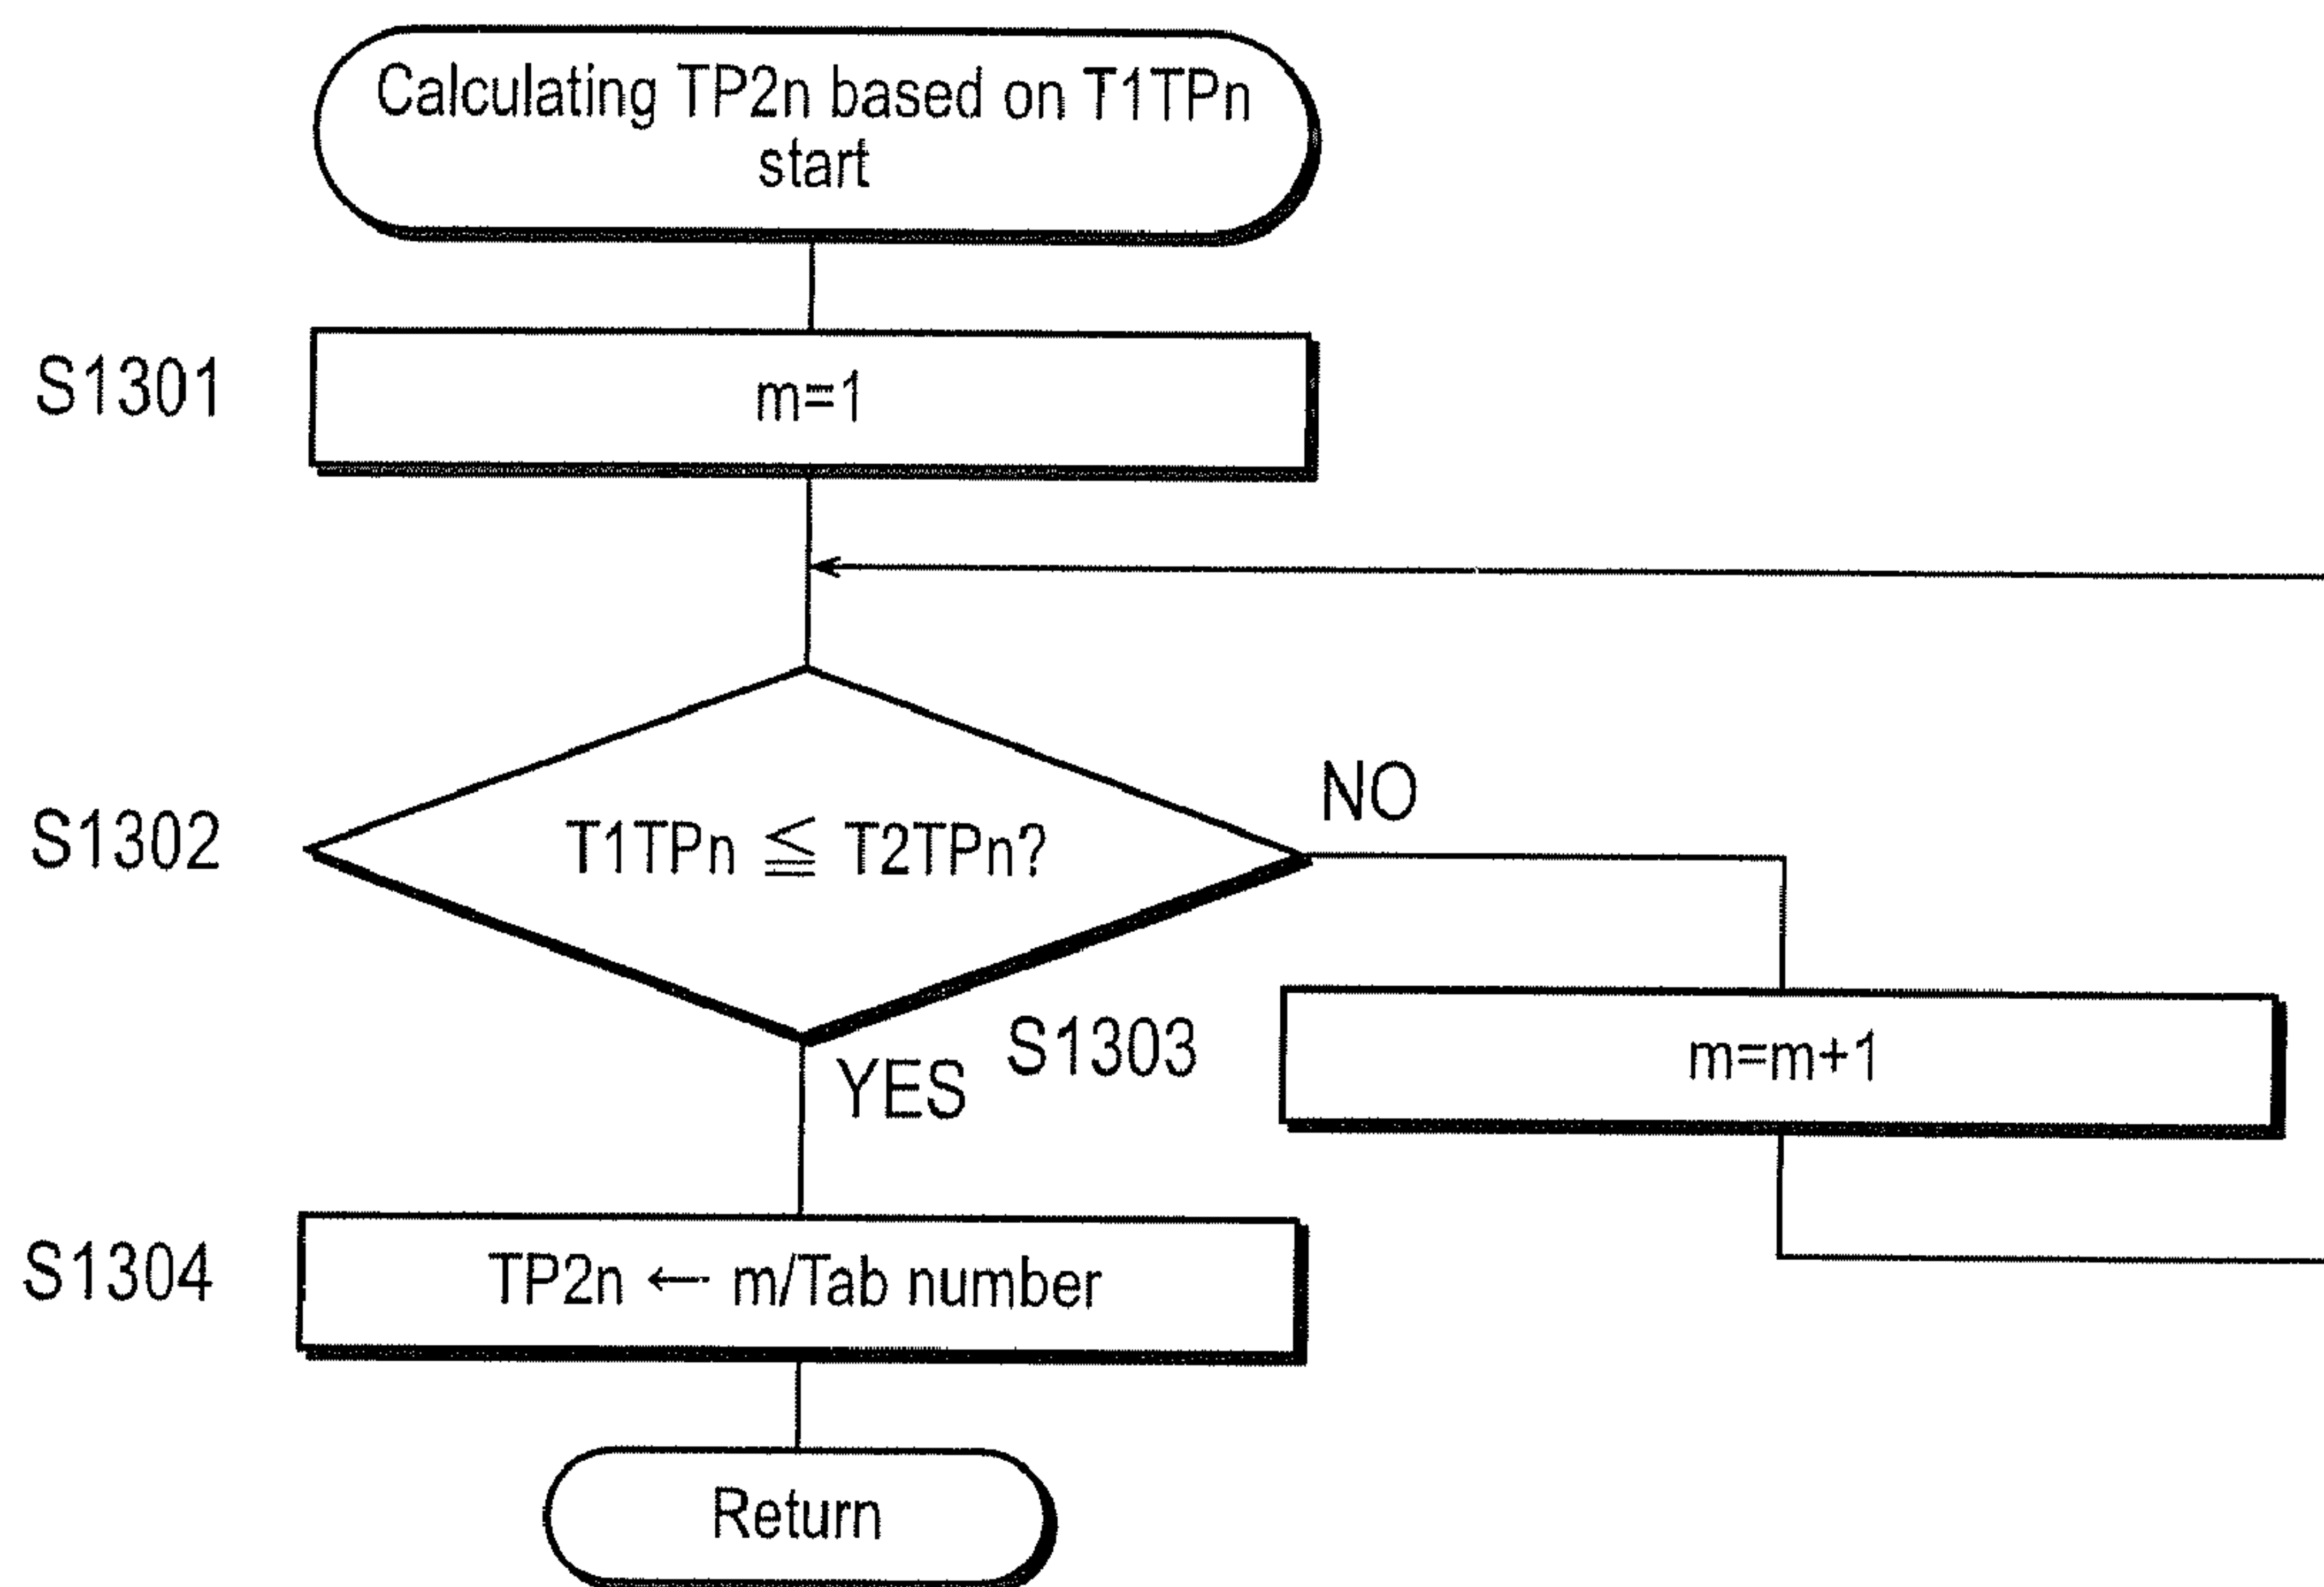 Calculating TP2n based on T1TPn
start
S1301
m=1
S1302
T1TPn ≦ T2TPn?
NO
YES
S1303
m=m+1
S1304
TP2n ← m/Tab number
Return